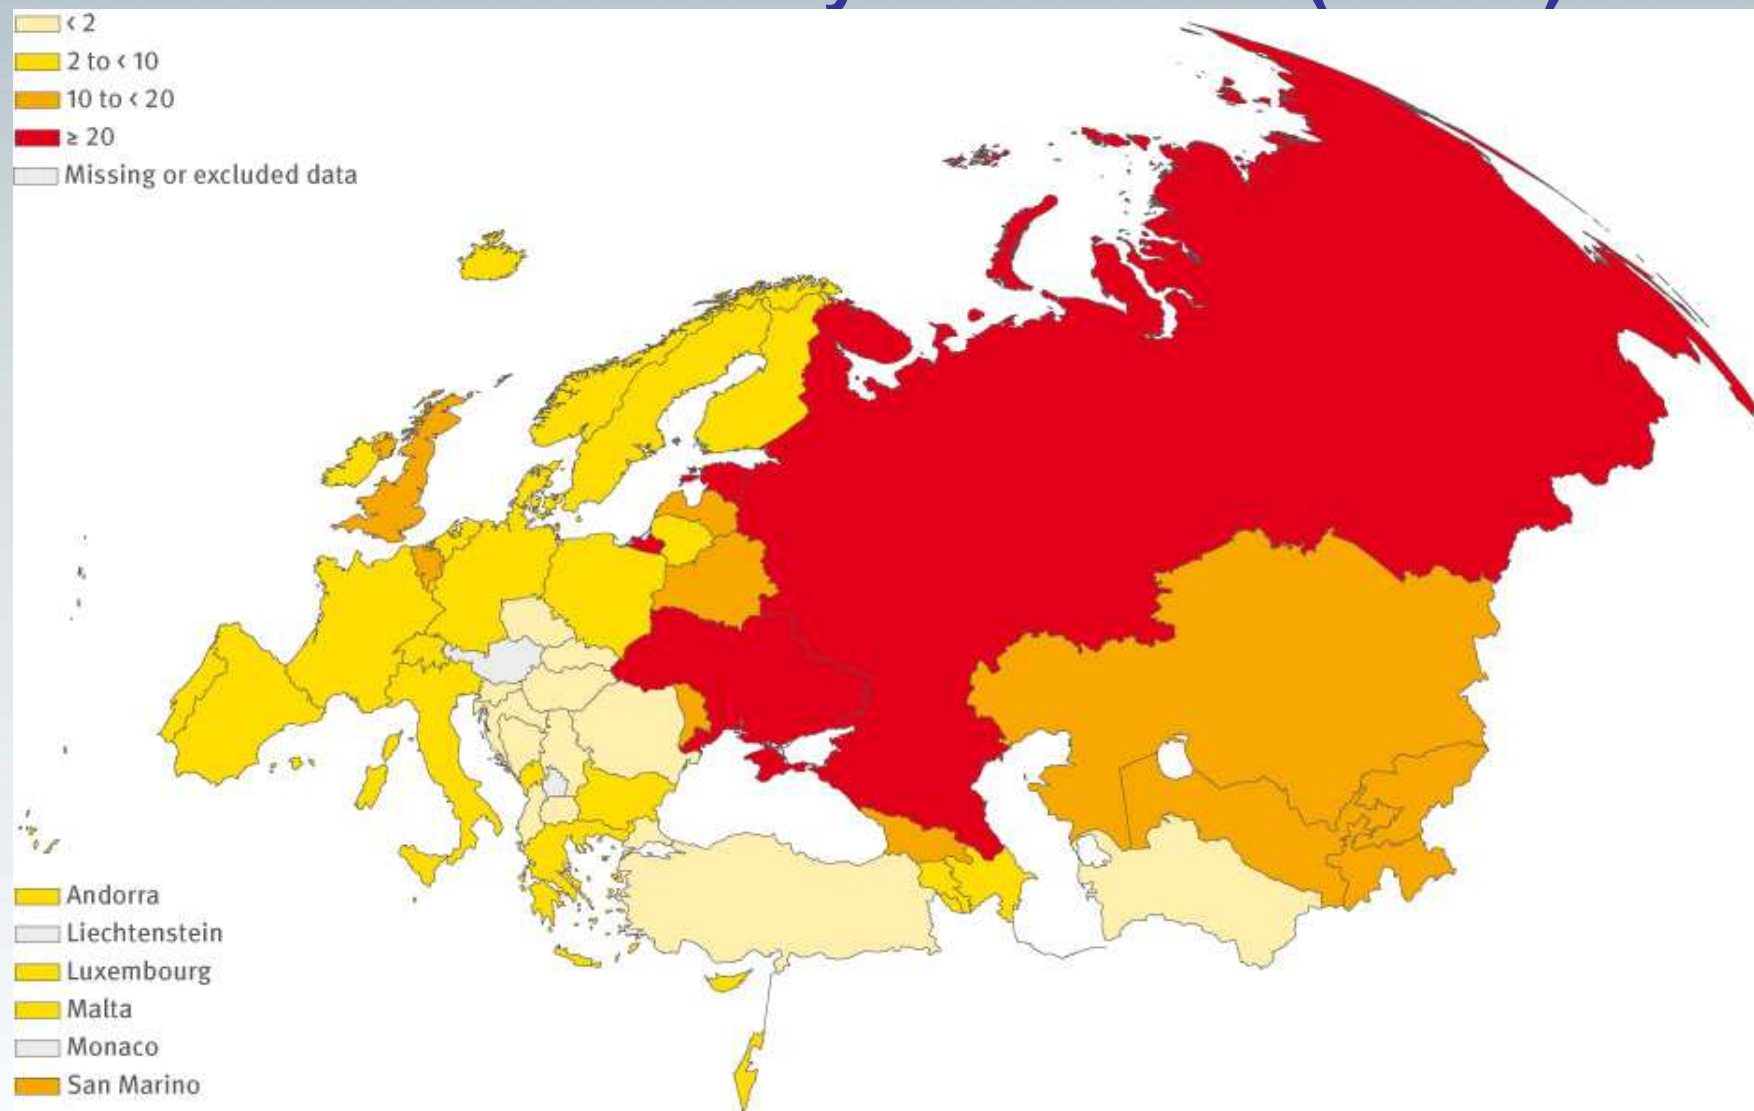 < 2
2 to < 10
10 to < 20
≥ 20
Missing or excluded data
Andorra
Liechtenstein
Luxembourg
Malta
Monaco
San Marino